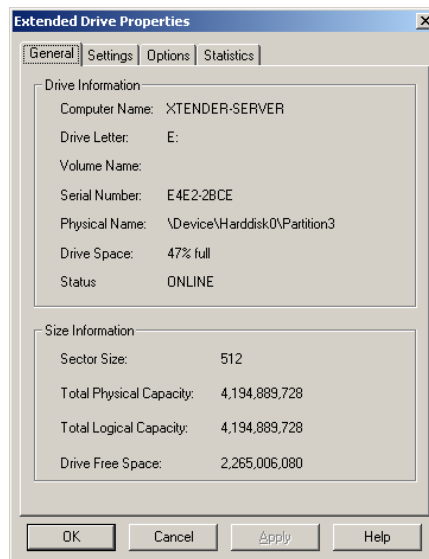 Extended Drive Properties
General Settings Options Statistics
Drive Information
Computer Name: XTENDER-SERVER
Drive Letter: E:
Volume Name:
Serial Number: E4E2-2BCE
Physical Name: \Device\Harddisk0\Partition3
Drive Space: 47% full
Status ONLINE
Size Information
Sector Size: 512
Total Physical Capacity: 4,194,889,728
Total Logical Capacity: 4,194,889,728
Drive Free Space: 2,265,006,080
OK Cancel Apply Help